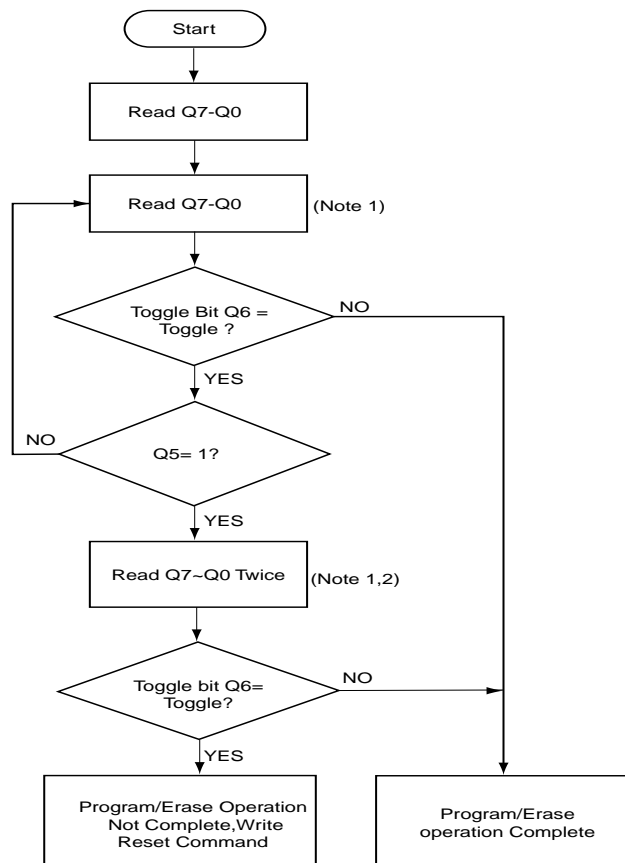 Start
Read Q7-Q0
Read Q7-Q0
(Note 1)
Toggle Bit Q6 =
Toggle ?
NO
YES
NO
Q5= 1?
YES
Read Q7~Q0 Twice
(Note 1,2)
Toggle bit Q6=
Toggle?
NO
YES
Program/Erase Operation
Not Complete,Write
Reset Command
Program/Erase
operation Complete